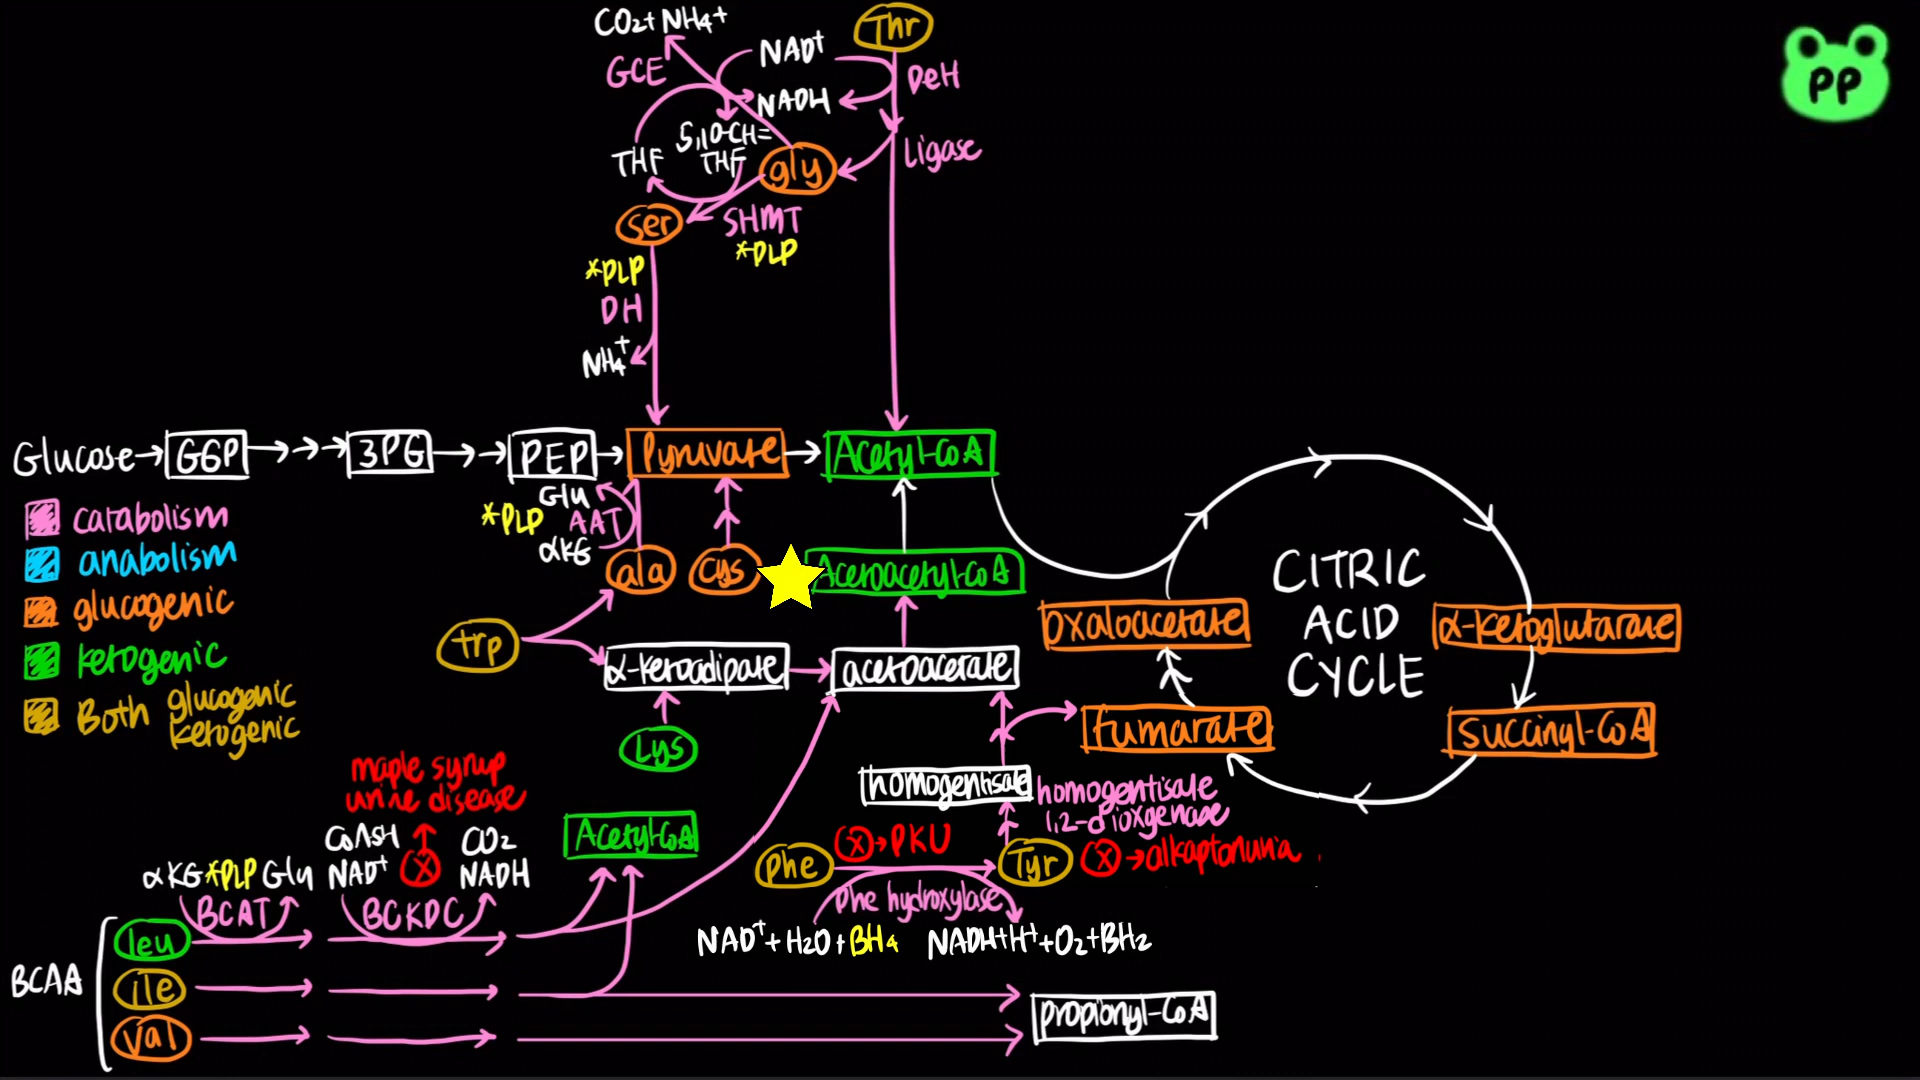 CO2+ NH4+
Thr
NAD+
GCE
DeH
NADH
5,10-CH=
THF
THF
Ligase
gly
ser
SHMT
*PLP
*PLP
DH
NH4+
PP
Glucose → G6P → → → 3PG → → PEP → Pyruvate → Acetyl-CoA
Glu
*PLP AAT
αKG
ala
cys
Acetoacetyl-CoA
catabolism
anabolism
glucogenic
ketogenic
Both glucogenic
ketogenic
trp
α-ketoadipate
acetoacetate
Lys
CITRIC
ACID
CYCLE
oxaloacetate
α-ketoglutarate
fumarate
succinyl-CoA
homogentisate
homogentisate
1,2-dioxgenase
maple syrup
urine disease
CoASH
CO2
NAD+
X
NADH
Acetyl-CoA
αKG *PLP Glu
BCAT
BCKDC
X → PKU
phe
Tyr
X → alkaptonuria
phe hydroxylase
NAD+ + H2O + BH4
NADH+H+ + O2 + BH2
BCAA
leu
ile
val
propionyl-CoA